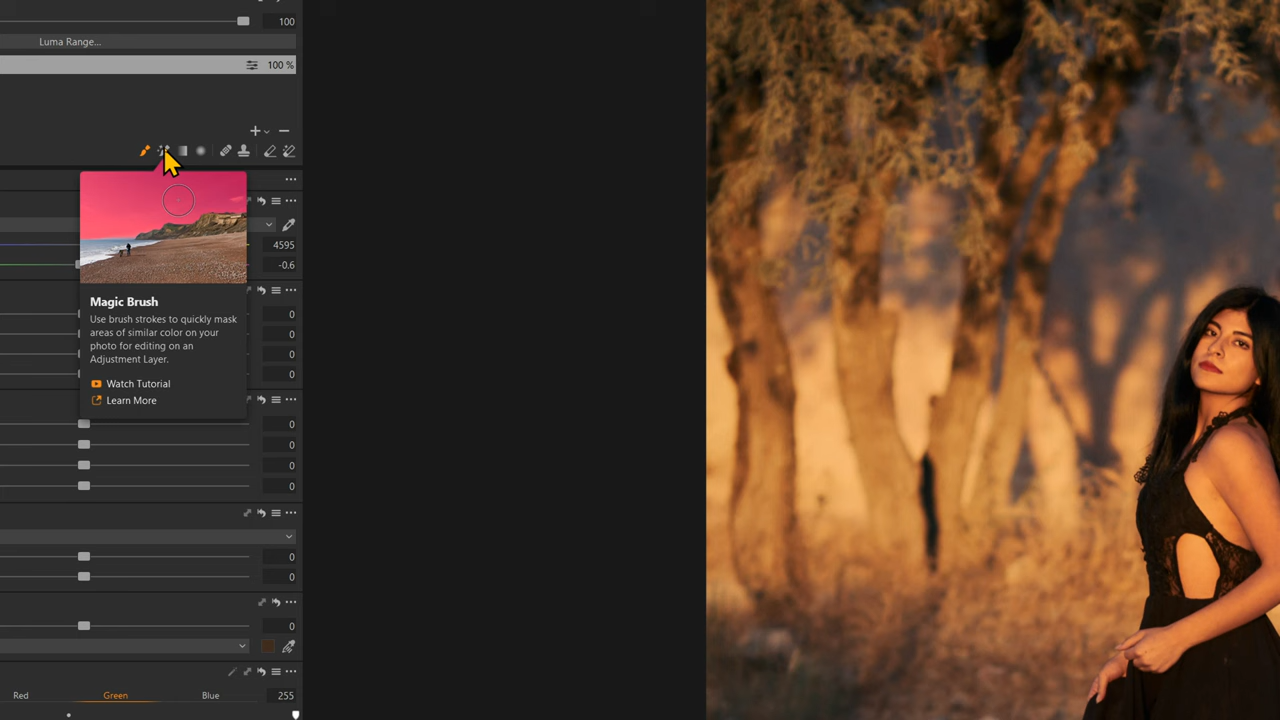 100
Luma Range...
100 %
4595
-0.6
0
0
0
0
Magic Brush
Use brush strokes to quickly mask
areas of similar color on your
photo for editing on an
Adjustment Layer.
Watch Tutorial
Learn More
0
0
0
0
0
0
0
Red Green Blue 255